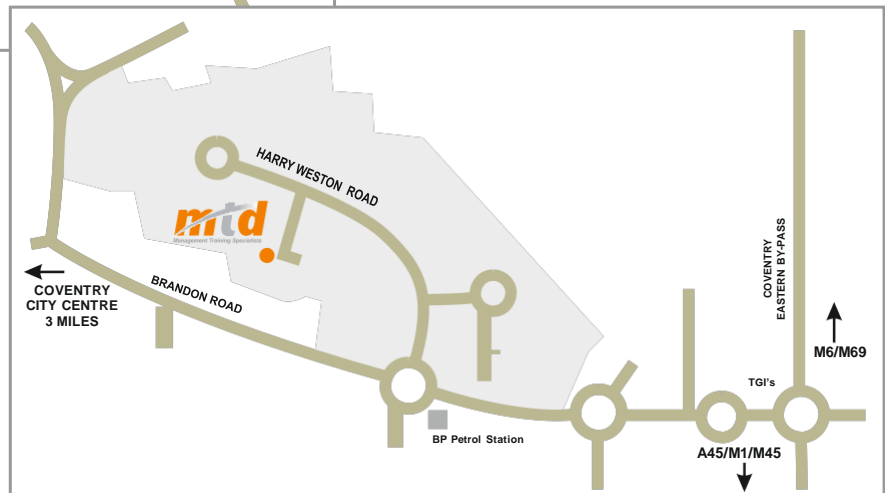 HARRY WESTON ROAD
mtd
Management Training Specialists
BRANDON ROAD
COVENTY
CITY CENTRE
3 MILES
COVENTRY
EASTERN BY-PASS
M6/M69
TGI's
BP Petrol Station
A45/M1/M45